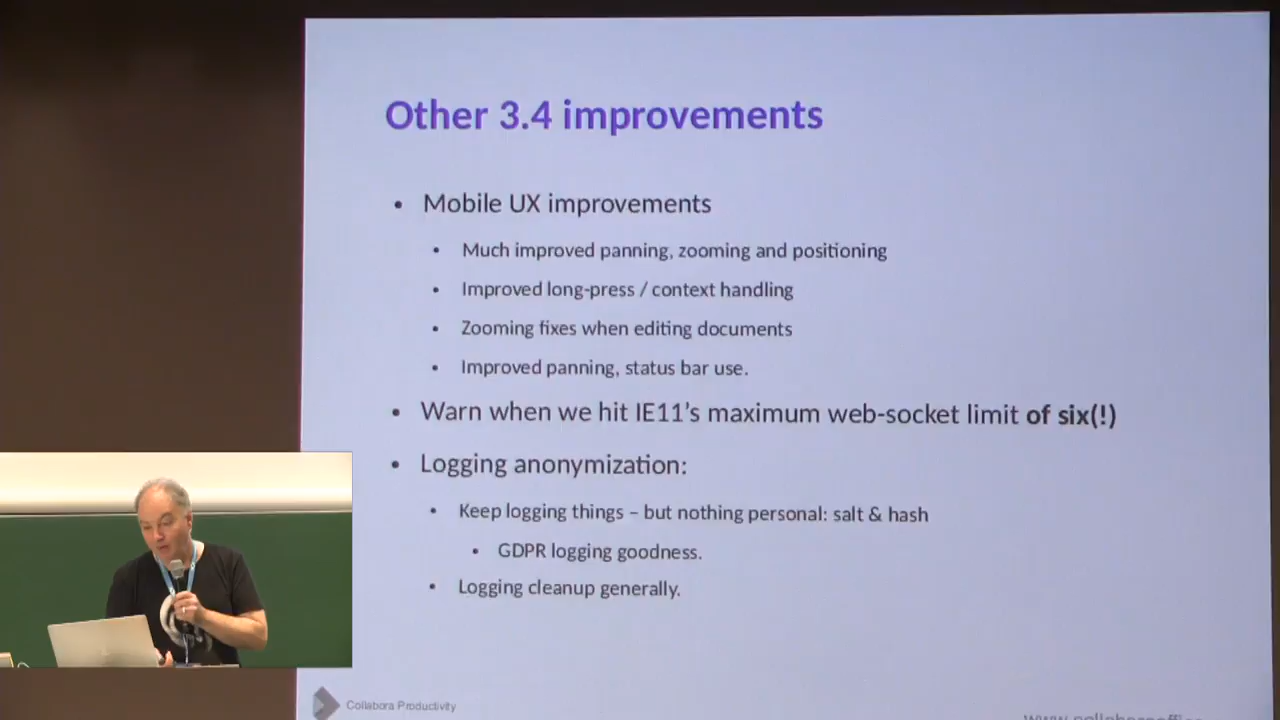 Other 3.4 improvements
• Mobile UX improvements
• Much improved panning, zooming and positioning
• Improved long-press / context handling
• Zooming fixes when editing documents
• Improved panning, status bar use.
• Warn when we hit IE11’s maximum web-socket limit of six(!)
• Logging anonymization:
• Keep logging things – but nothing personal: salt & hash
• GDPR logging goodness.
• Logging cleanup generally.
Collabora Productivity